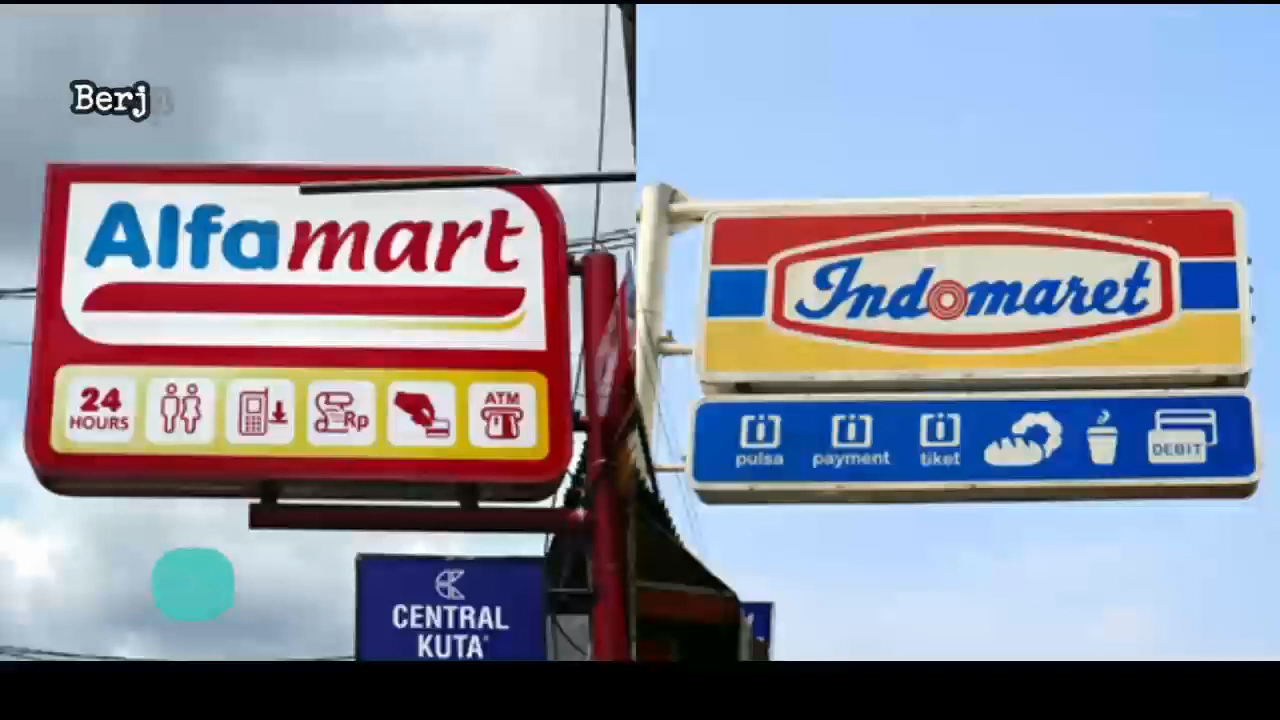 Berj
Alfamart
24
HOURS
Rp
ATM
CENTRAL
KUTA
Indomaret
pulsa
payment
tiket
DEBIT